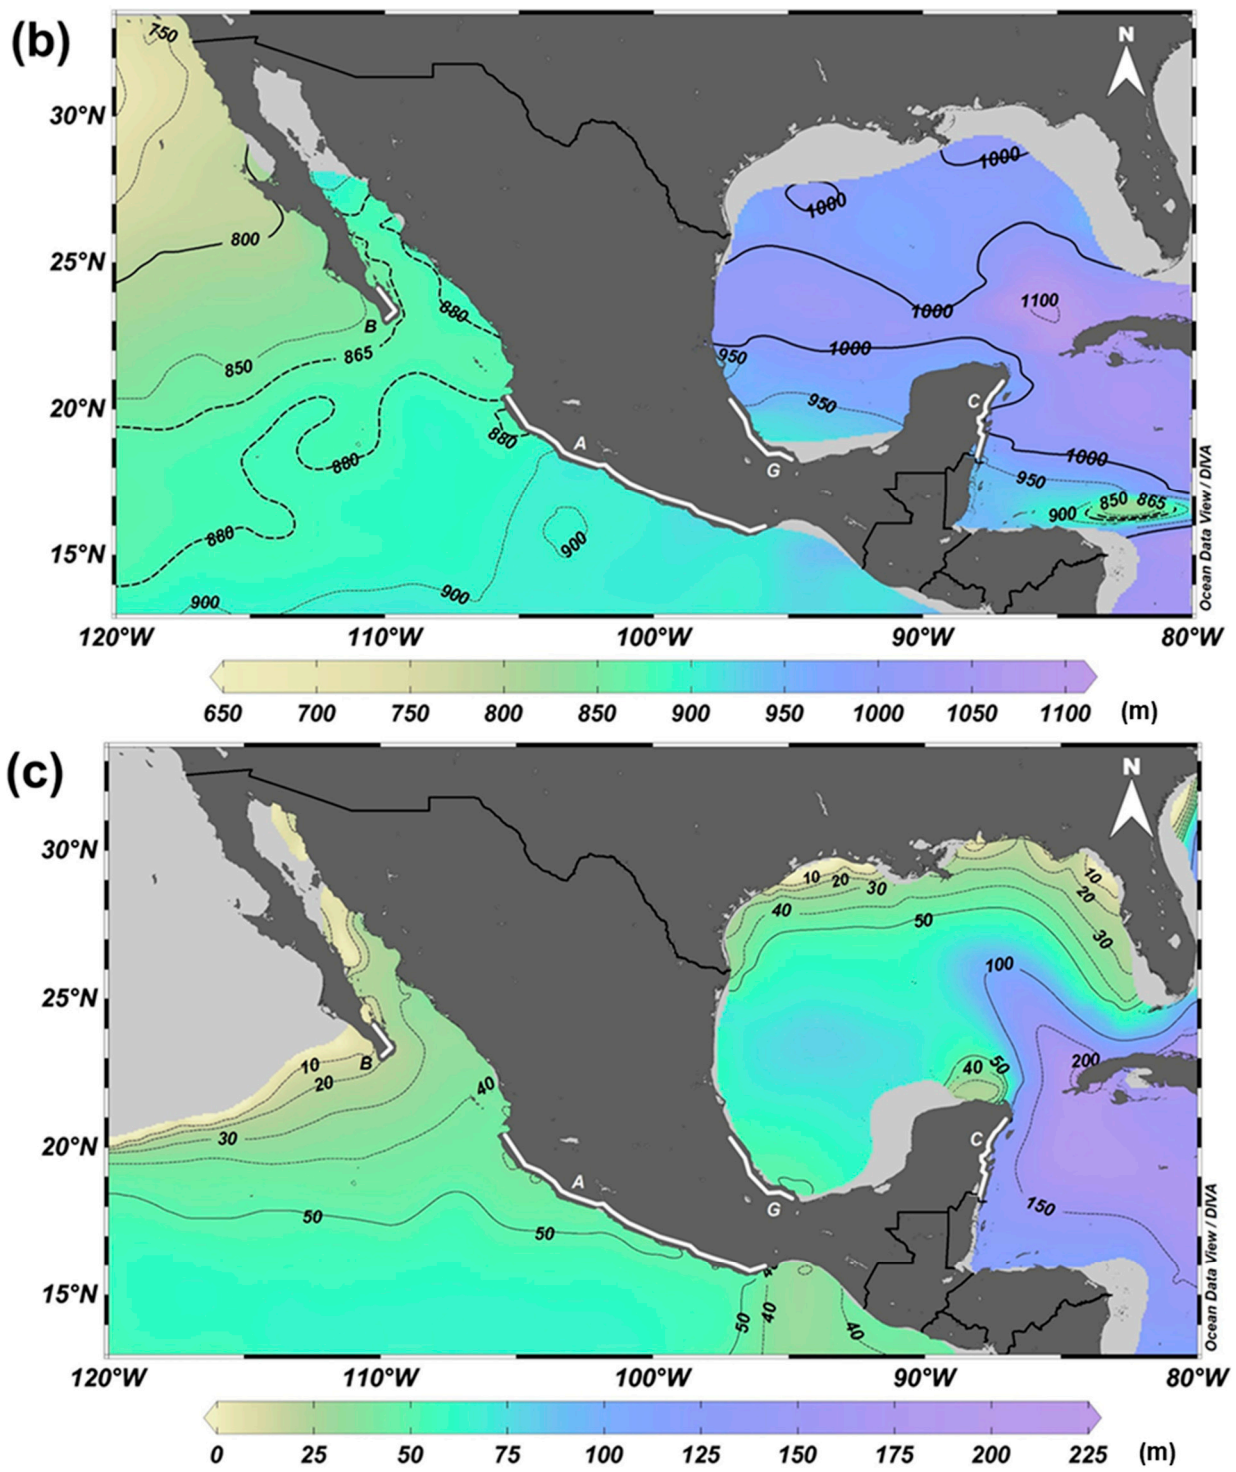 (b)
N
750
30°N
1000
1000
800
25°N
880
1100
1000
B
865
1000
950
850
20°N
950
C
880
A
880
G
1000
950
850 865
900
880
15°N
900
900
900
Ocean Data View / DIVA
120°W 110°W 100°W 90°W 80°W
650 700 750 800 850 900 950 1000 1050 1100 (m)
(c)
N
30°N
10 20 30
10
20
40
50
30
100
25°N
B
10
20
40
40 50
200
30
20°N
C
A
G
50
50
150
15°N
50
40
40
Ocean Data View / DIVA
120°W 110°W 100°W 90°W 80°W
0 25 50 75 100 125 150 175 200 225 (m)